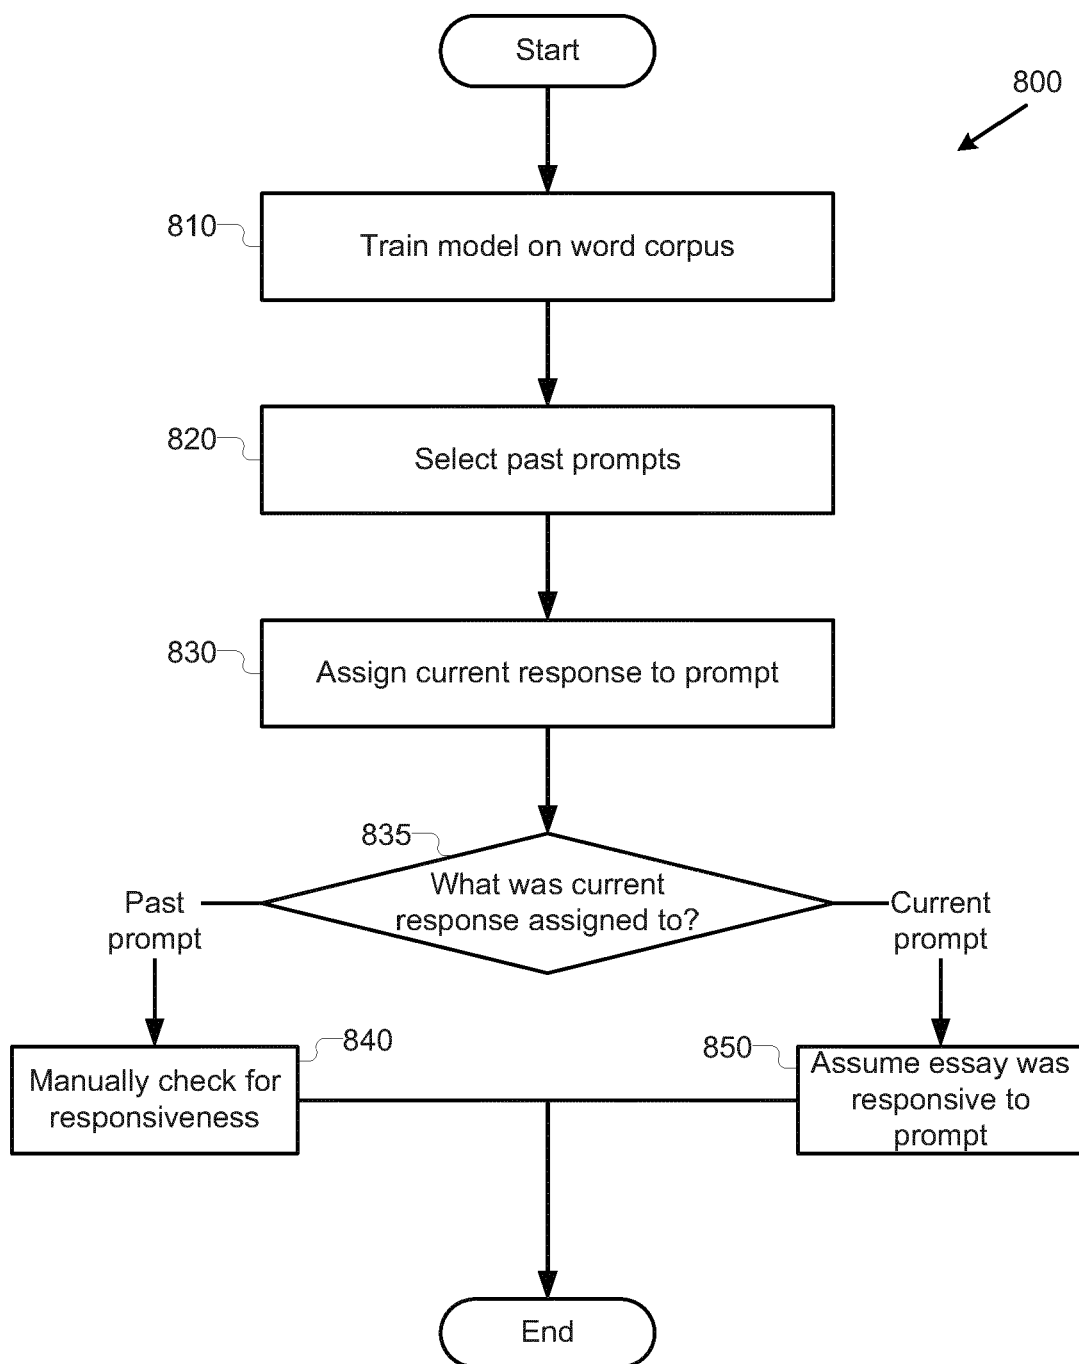 Start
800
810
Train model on word corpus
820
Select past prompts
830
Assign current response to prompt
835
What was current
response assigned to?
Past
prompt
Current
prompt
840
Manually check for
responsiveness
850
Assume essay was
responsive to
prompt
End